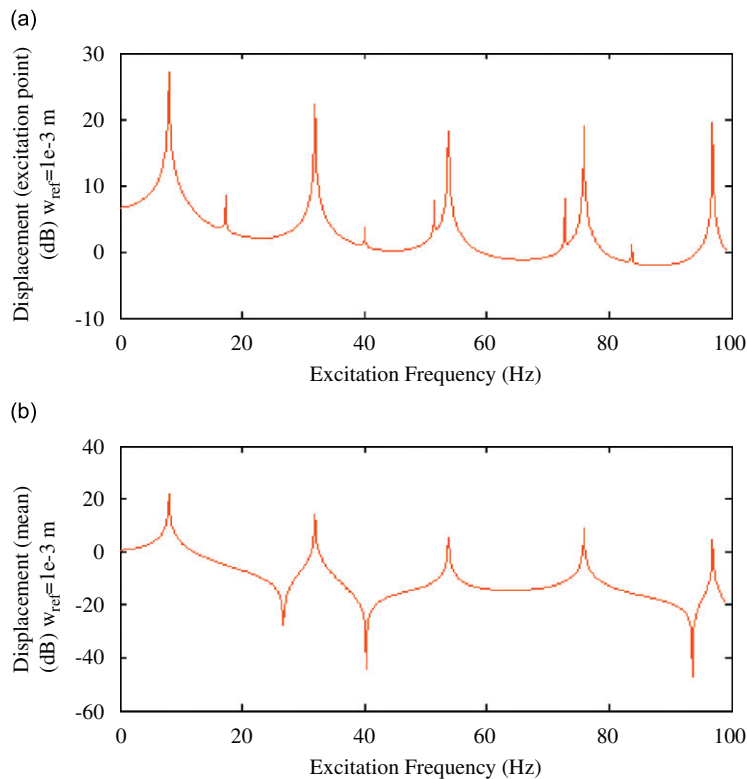 (a)
Displacement (excitation point)
(dB) w_ref=1e-3 m
30
20
10
0
-10
0 20 40 60 80 100
Excitation Frequency (Hz)
(b)
Displacement (mean)
(dB) w_ref=1e-3 m
40
20
0
-20
-40
-60
0 20 40 60 80 100
Excitation Frequency (Hz)